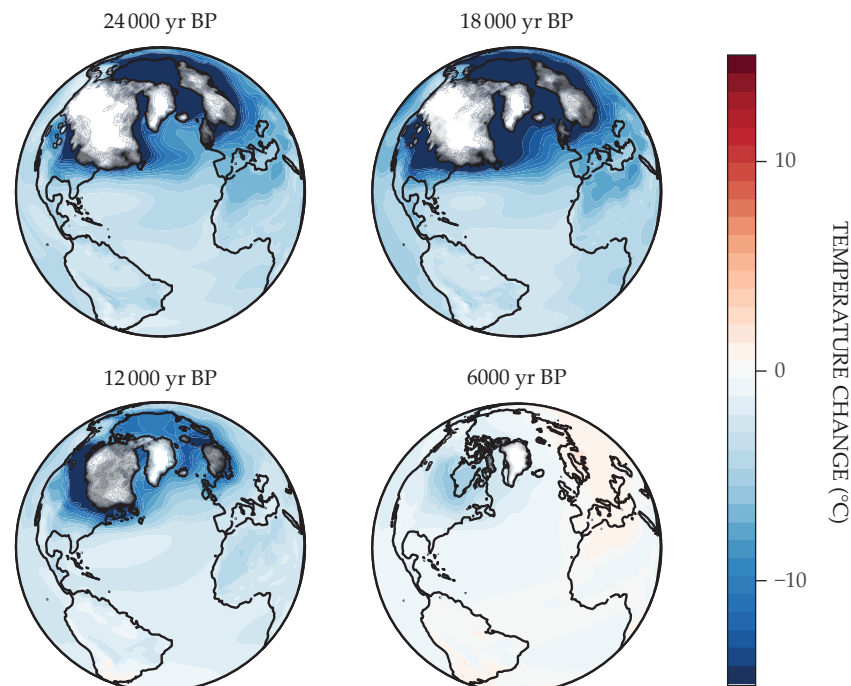 24 000 yr BP
18 000 yr BP
12 000 yr BP
6000 yr BP
10
0
−10
TEMPERATURE CHANGE (°C)